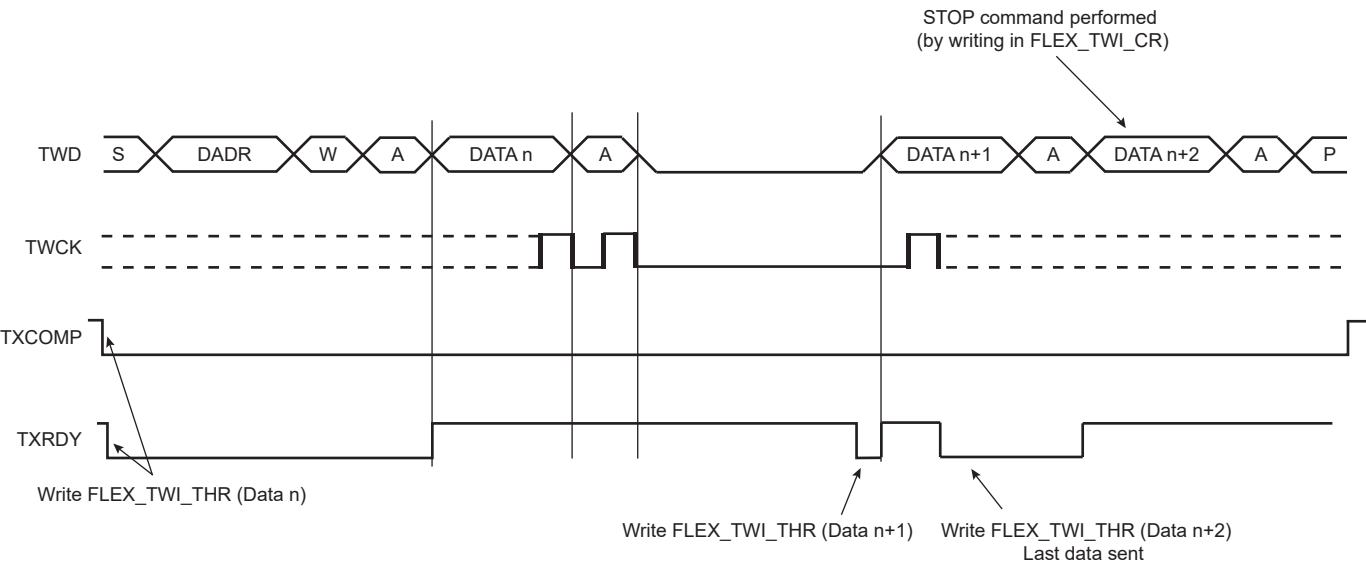 STOP command performed
(by writing in FLEX_TWI_CR)
TWD S DADR W A DATA n A DATA n+1 A DATA n+2 A P
TWCK
TXCOMP
TXRDY
Write FLEX_TWI_THR (Data n)
Write FLEX_TWI_THR (Data n+1) Write FLEX_TWI_THR (Data n+2)
Last data sent